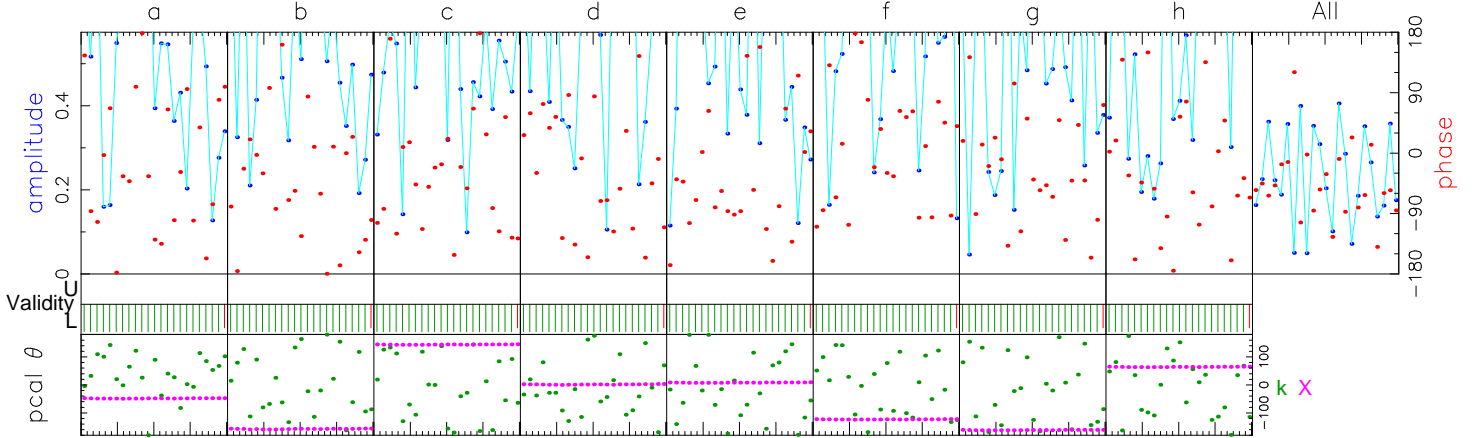 a b c d e f g h All
amplitude
0.4
0.2
0
180
90
0
-90
-180
phase
Validity
U
L
pcal θ
100
0
-100
k X